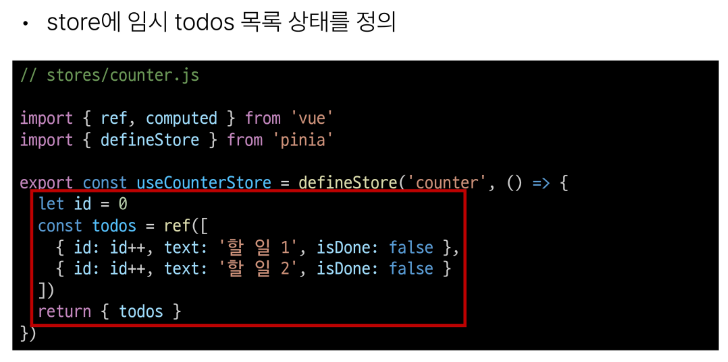 • store에 임시 todos 목록 상태를 정의
// stores/counter.js
import { ref, computed } from 'vue'
import { defineStore } from 'pinia'
export const useCounterStore = defineStore('counter', () => {
let id = 0
const todos = ref([
{ id: id++, text: '할 일 1', isDone: false },
{ id: id++, text: '할 일 2', isDone: false }
])
return { todos }
})